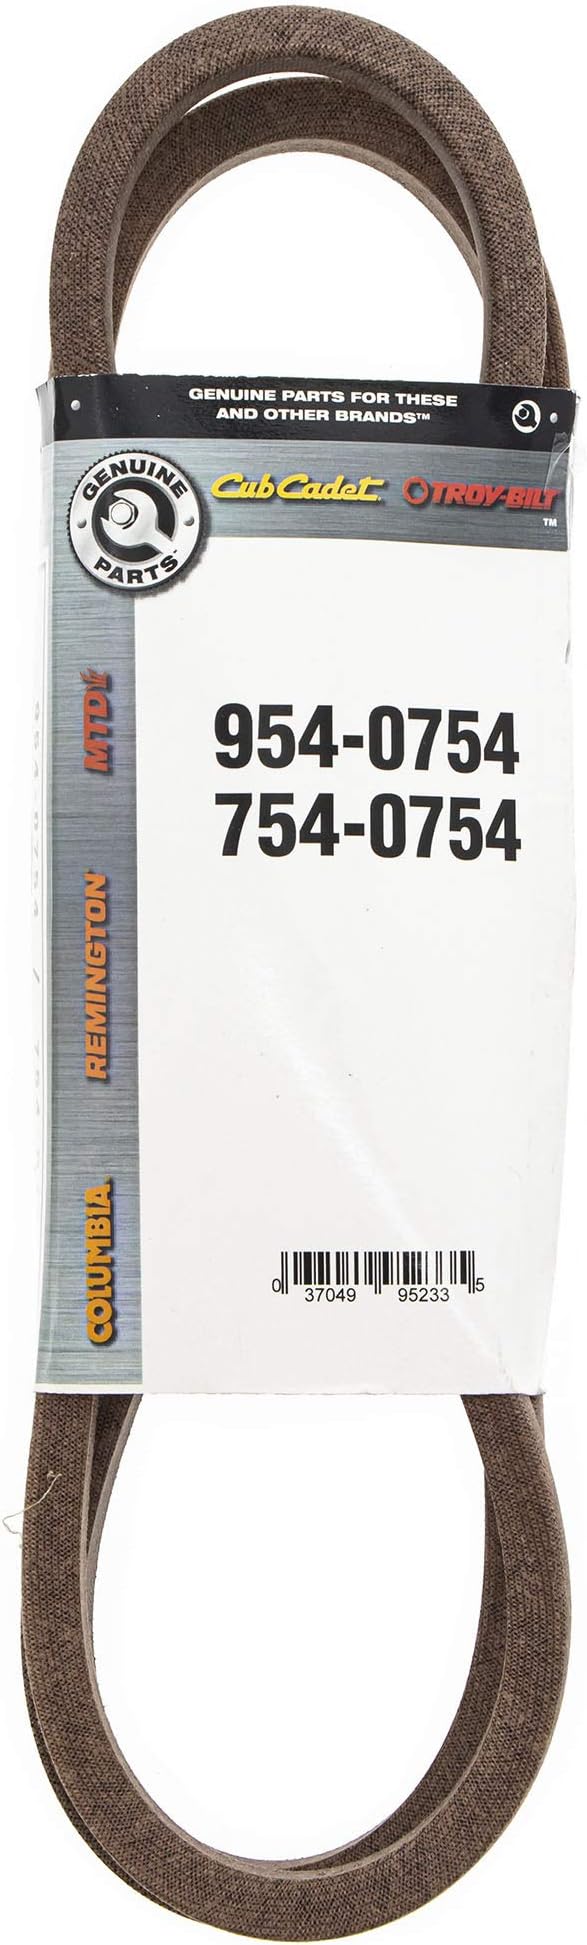 GENUINE PARTS FOR THESE
AND OTHER BRANDS™
GENUINE
PARTS™
Cub Cadet
TROY-BILT
™
MTD
REMINGTON
COLUMBIA
954-0754
754-0754
0 37049 95233 5